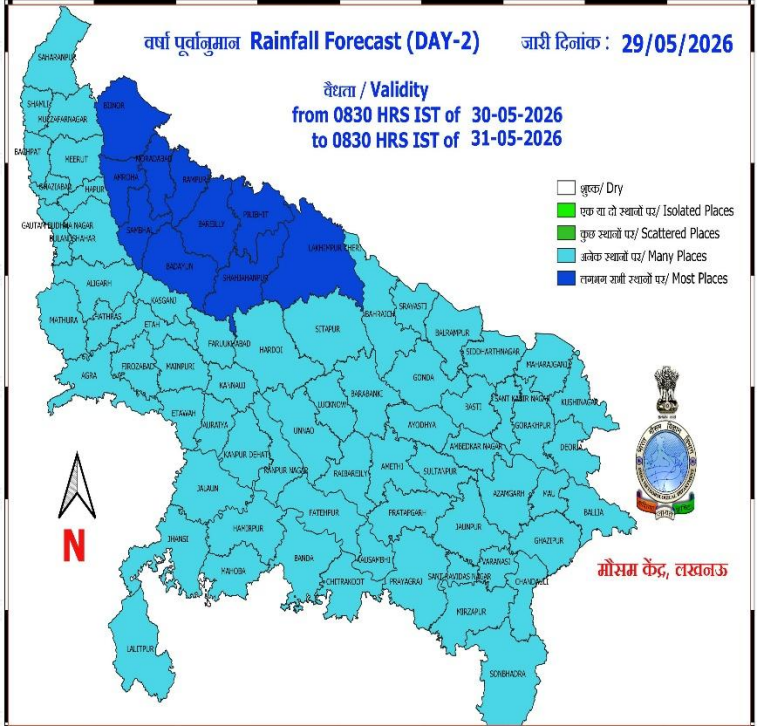 वर्षा पूर्वानुमान Rainfall Forecast (DAY-2) जारी दिनांक : 29/05/2026
वैधता / Validity
from 0830 HRS IST of 30-05-2026
to 0830 HRS IST of 31-05-2026
शुष्क/ Dry
एक या दो स्थानों पर/ Isolated Places
कुछ स्थानों पर/ Scattered Places
अनेक स्थानों पर/ Many Places
लगभग सभी स्थानों पर/ Most Places
SAHARANPUR
SHAMLI
MUZZAFARNAGAR
BIJNOR
BAGHPAT
MEERUT
MORADABAD
RAMPUR
AMROHA
GHAZIABAD
HAPUR
PILIBHIT
GAUTAM BUDDHA NAGAR
BULANDSHAHAR
SAMBHAL
BAREILLY
LAKHIMPUR KHERI
BADAYUN
SHAHJAHANPUR
ALIGARH
KASGANJ
MATHURA
HATHRAS
ETAH
BAHRAICH
SRAVASTI
SITAPUR
BALRAMPUR
FARUKKHABAD
HARDOI
SIDDHARTHNAGAR
MAHARAJGANJ
AGRA
FIROZABAD
MAINPURI
KANNAUJ
GONDA
BARABANKI
BASTI
SANT KABIR NAGAR
KUSHINAGAR
ETAWAH
AURAIYA
LUCKNOW
UNNAO
AYODHYA
GORAKHPUR
AMBEDKAR NAGAR
DEORIA
KANPUR DEHAT
KANPUR NAGAR
RAIBAREILY
AMETHI
SULTANPUR
JALAUN
AZAMGARH
MAU
BALLIA
FATEHPUR
PRATAPGARH
HAMIRPUR
JAUNPUR
GHAZIPUR
JHANSI
MAHOBA
BANDA
KAUSAMBHI
CHITRAKOOT
PRAYAGRAJ
SANT RAVIDAS NAGAR
VARANASI
CHANDAULI
MIRZAPUR
LALITPUR
SONBHADRA
N
मौसम केंद्र, लखनऊ